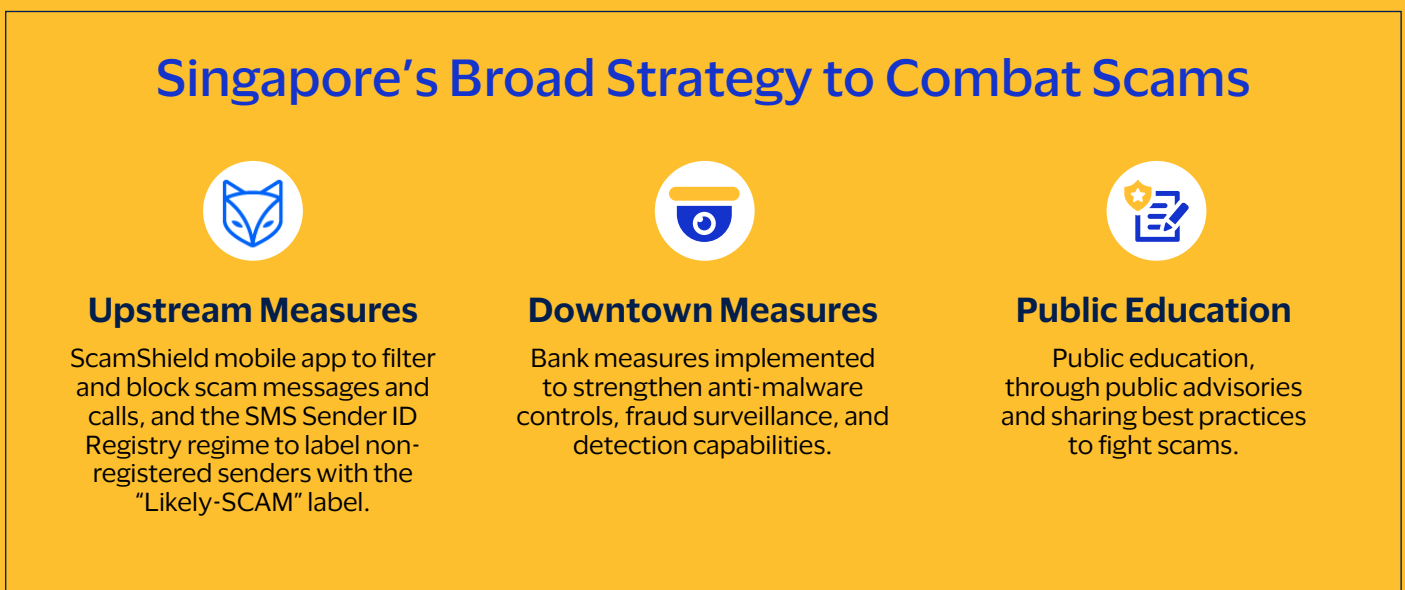 Singapore’s Broad Strategy to Combat Scams
Upstream Measures
ScamShield mobile app to filter
and block scam messages and
calls, and the SMS Sender ID
Registry regime to label non-
registered senders with the
“Likely-SCAM” label.
Downtown Measures
Bank measures implemented
to strengthen anti-malware
controls, fraud surveillance, and
detection capabilities.
Public Education
Public education,
through public advisories
and sharing best practices
to fight scams.